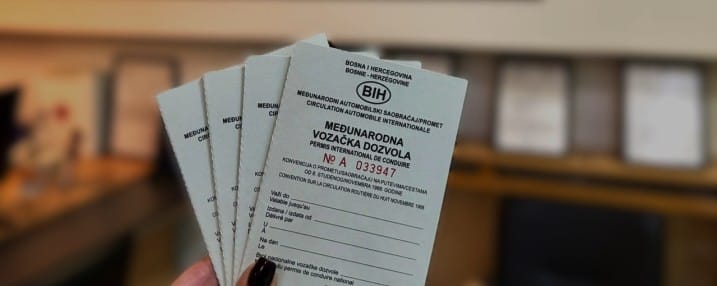 BOSNA I HERCEGOVINA
BOSNIE - HERZÉGOVINE
BIH
MEĐUNARODNI AUTOMOBILSKI SAOBRAĆAJ/PROMET
CIRCULATION AUTOMOBILE INTERNATIONALE
MEĐUNARODNA
VOZAČKA DOZVOLA
PERMIS INTERNATIONAL DE CONDUIRE
№ A 033947
KONVENCIJA O PROMETU/SAOBRAĆAJU NA PUTEVIMA/CESTAMA
OD 8. STUDENOG/NOVEMBRA 1968. GODINE
CONVENTION SUR LA CIRCULATION ROUTIÈRE DU HUIT NOVEMBRE 1968
Važi do
Valable jusqu'au
Izdana / izdata od
Délivré par
U
A
Na dan
Le
Broj nacionalne vozačke dozvole
du permis de conduire national